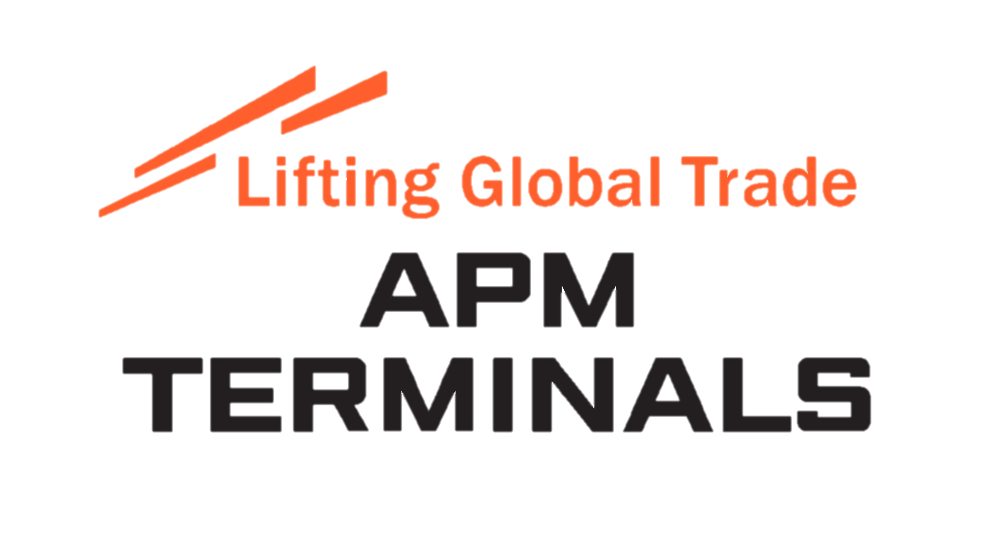 Lifting Global Trade
APM
TERMINALS